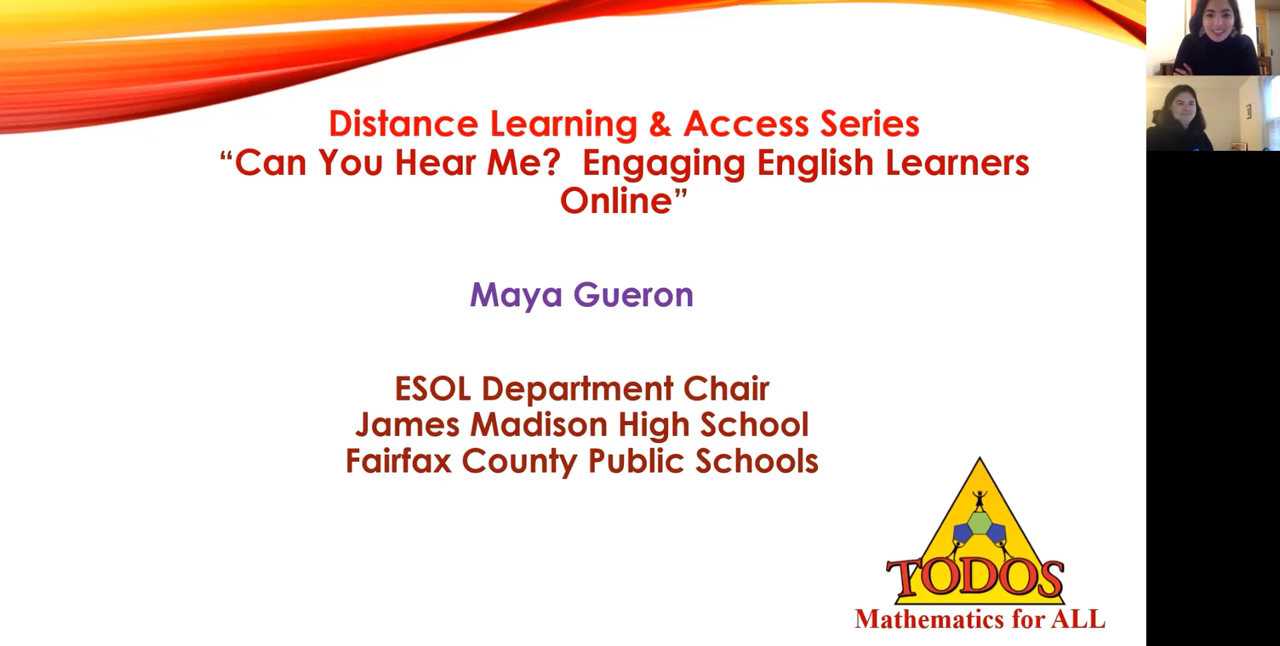 Distance Learning & Access Series
“Can You Hear Me?  Engaging English Learners
Online”
Maya Gueron
ESOL Department Chair
James Madison High School
Fairfax County Public Schools
TODOS
Mathematics for ALL